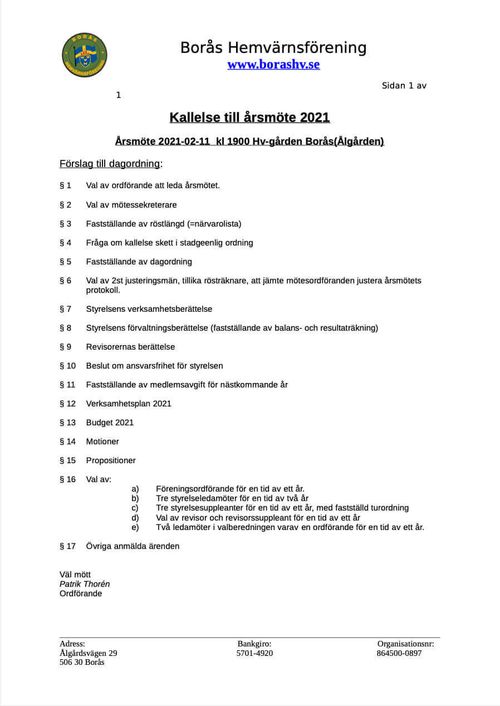 BORÅS
Borås Hemvärnsförening
www.borashv.se
Sidan 1 av
1
Kallelse till årsmöte 2021
Årsmöte 2021-02-11 kl 1900 Hv-gården Borås(Ålgården)
Förslag till dagordning:
§ 1 Val av ordförande att leda årsmötet.
§ 2 Val av mötessekreterare
§ 3 Fastställande av röstlängd (=närvarolista)
§ 4 Fråga om kallelse skett i stadgeenlig ordning
§ 5 Fastställande av dagordning
§ 6 Val av 2st justeringsmän, tillika rösträknare, att jämte mötesordföranden justera årsmötets
protokoll.
§ 7 Styrelsens verksamhetsberättelse
§ 8 Styrelsens förvaltningsberättelse (fastställande av balans- och resultaträkning)
§ 9 Revisorernas berättelse
§ 10 Beslut om ansvarsfrihet för styrelsen
§ 11 Fastställande av medlemsavgift för nästkommande år
§ 12 Verksamhetsplan 2021
§ 13 Budget 2021
§ 14 Motioner
§ 15 Propositioner
§ 16 Val av:
a) Föreningsordförande för en tid av ett år.
b) Tre styrelseledamöter för en tid av två år
c) Tre styrelsesuppleanter för en tid av ett år, med fastställd turordning
d) Val av revisor och revisorssuppleant för en tid av ett år
e) Två ledamöter i valberedningen varav en ordförande för en tid av ett år.
§ 17 Övriga anmälda ärenden
Väl mött
Patrik Thorén
Ordförande
Adress: Bankgiro: Organisationsnr:
Älgårdsvägen 29 5701-4920 864500-0897
506 30 Borås